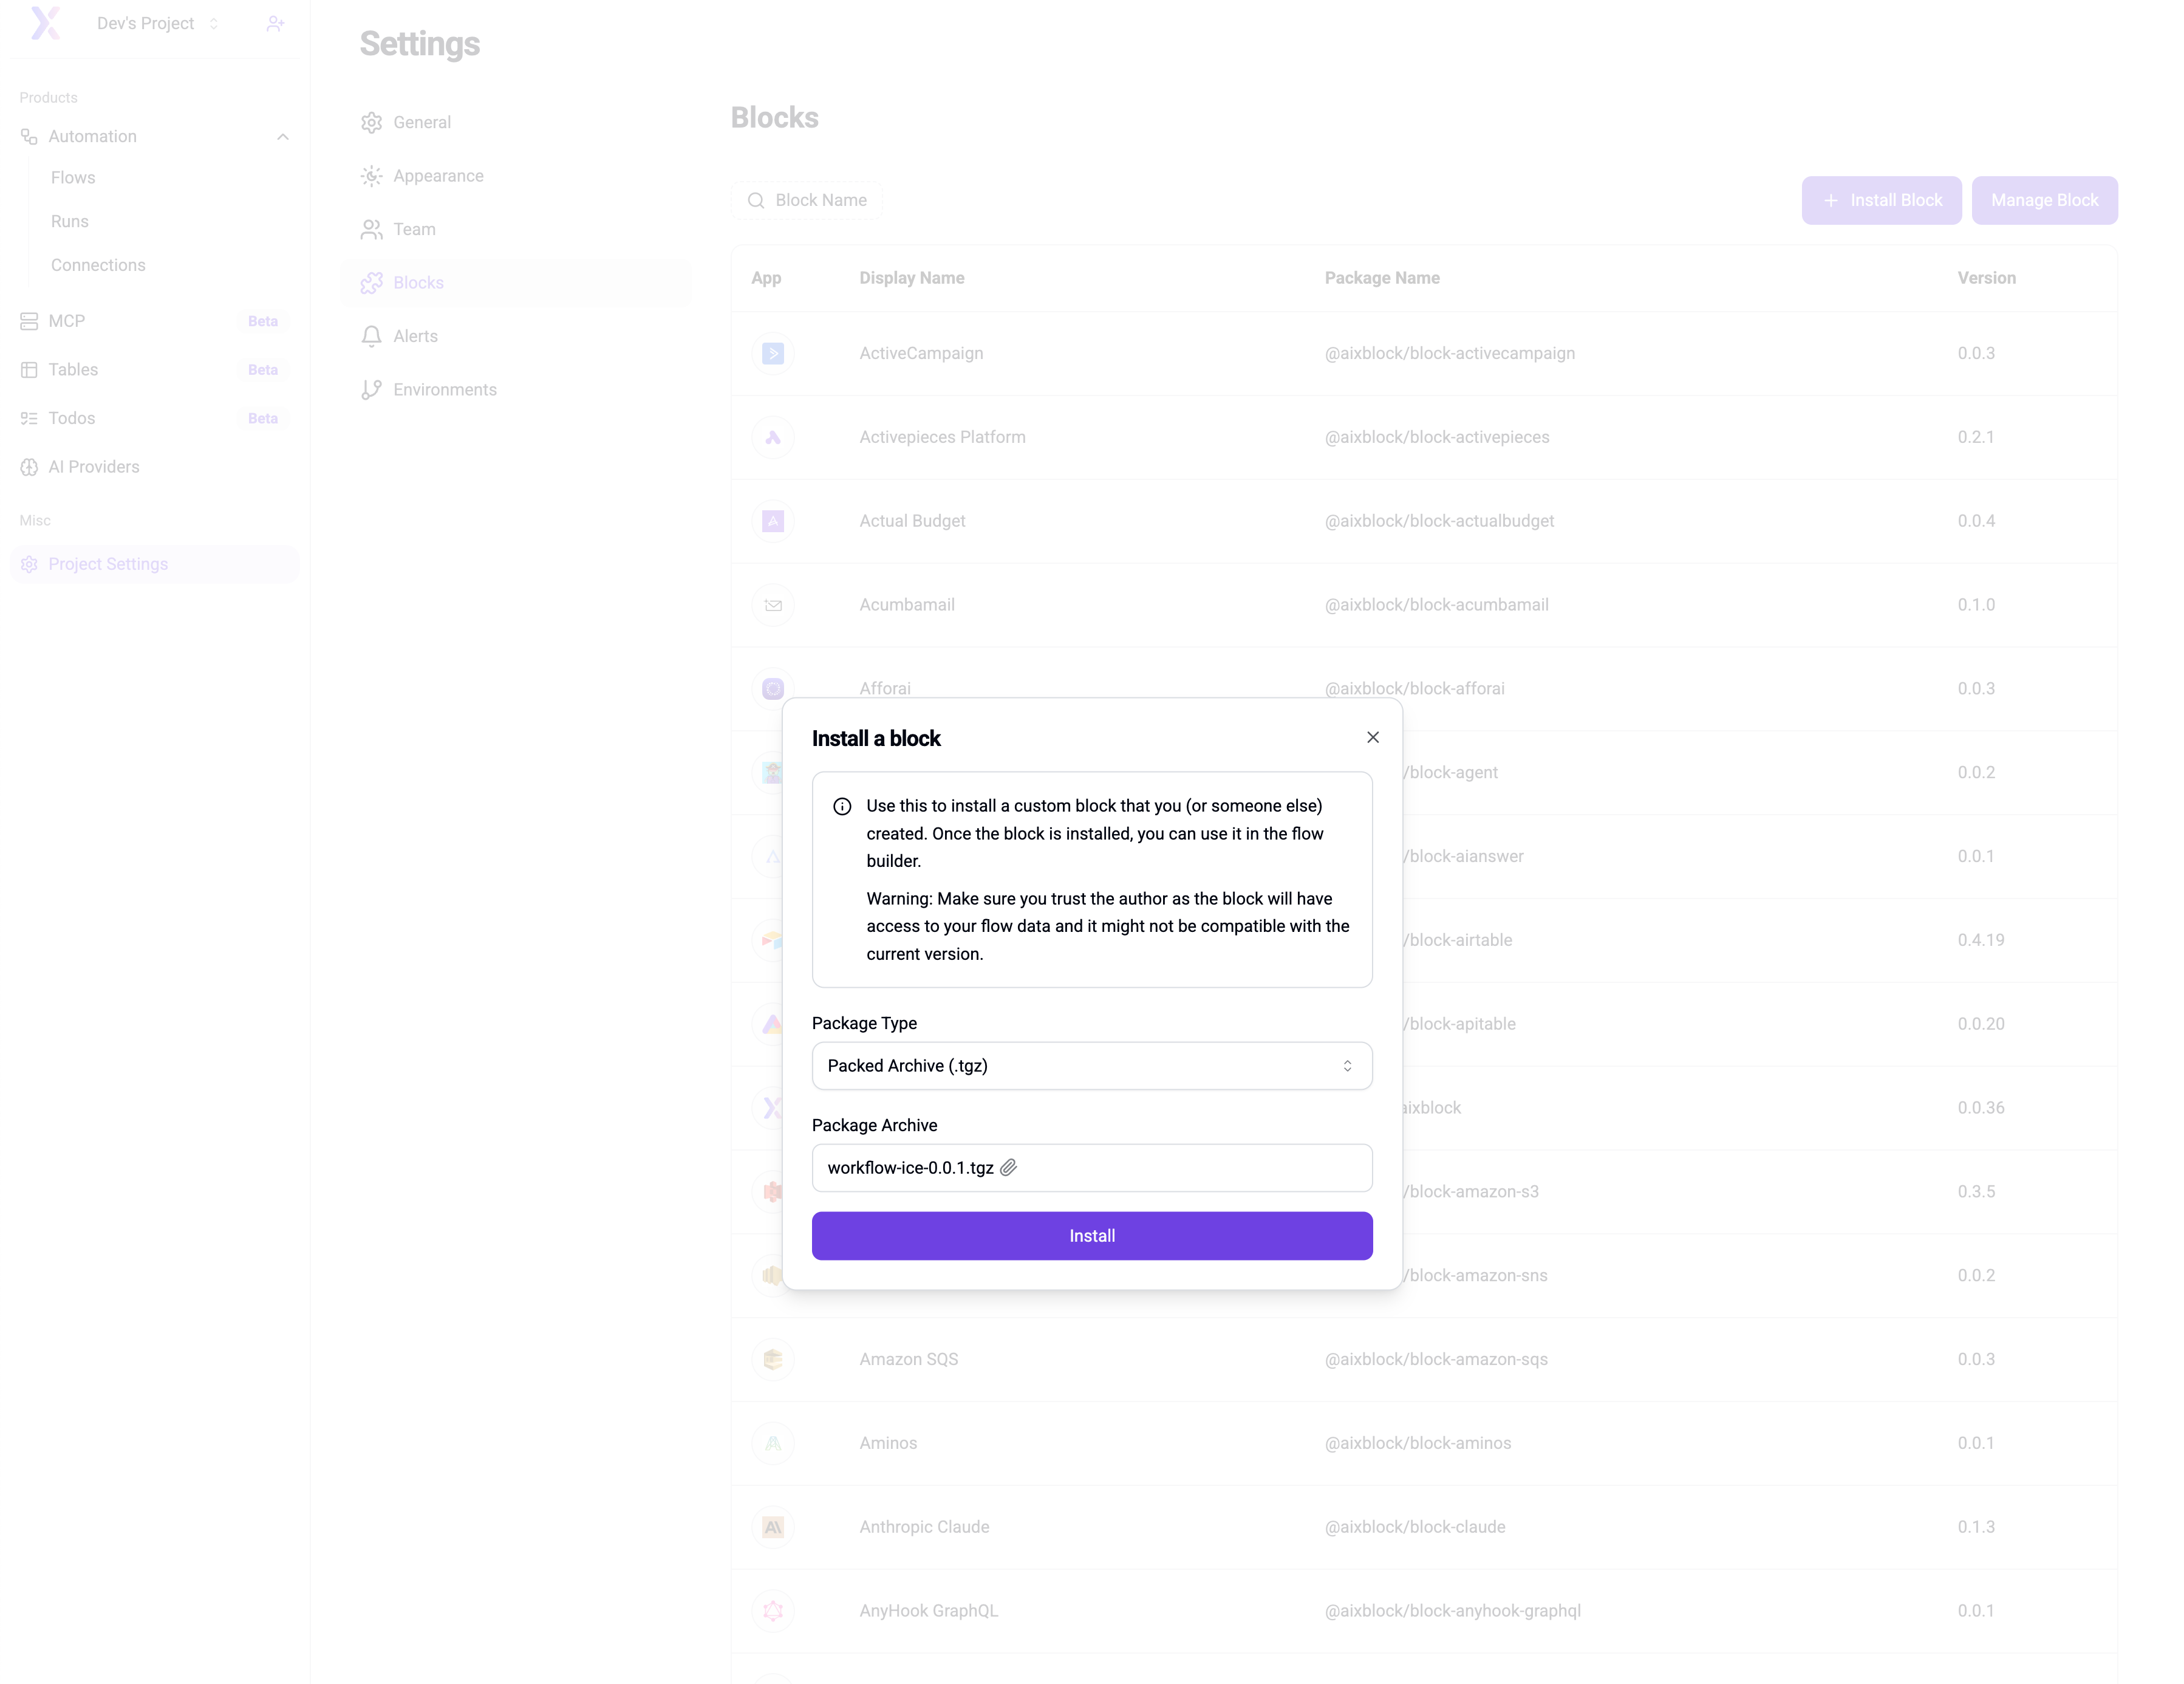 Dev's Project
Products
Automation
Flows
Runs
Connections
MCP Beta
Tables Beta
Todos Beta
AI Providers
Misc
Project Settings
Settings
General
Appearance
Team
Blocks
Alerts
Environments
Blocks
Block Name
Install Block
Manage Block
App Display Name Package Name Version
ActiveCampaign @aixblock/block-activecampaign 0.0.3
Activepieces Platform @aixblock/block-activepieces 0.2.1
Actual Budget @aixblock/block-actualbudget 0.0.4
Acumbamail @aixblock/block-acumbamail 0.1.0
Afforai @aixblock/block-afforai 0.0.3
/block-agent 0.0.2
/block-aianswer 0.0.1
/block-airtable 0.4.19
/block-apitable 0.0.20
aixblock 0.0.36
/block-amazon-s3 0.3.5
/block-amazon-sns 0.0.2
Amazon SQS @aixblock/block-amazon-sqs 0.0.3
Aminos @aixblock/block-aminos 0.0.1
Anthropic Claude @aixblock/block-claude 0.1.3
AnyHook GraphQL @aixblock/block-anyhook-graphql 0.0.1
Install a block
Use this to install a custom block that you (or someone else)
created. Once the block is installed, you can use it in the flow
builder.
Warning: Make sure you trust the author as the block will have
access to your flow data and it might not be compatible with the
current version.
Package Type
Packed Archive (.tgz)
Package Archive
workflow-ice-0.0.1.tgz
Install